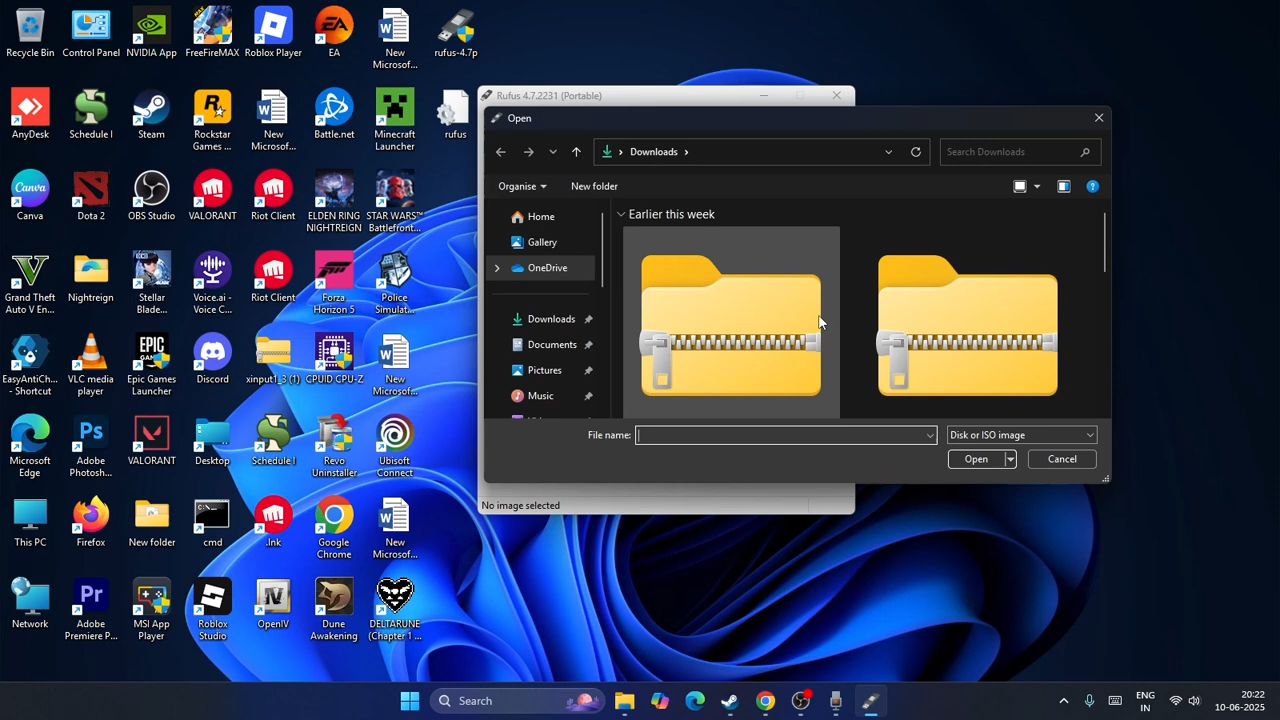 Recycle Bin
Control Panel
NVIDIA App
FreeFireMAX
Roblox Player
EA
New
Microsof...
rufus-4.7p
AnyDesk
Schedule I
Steam
Rockstar
Games ...
New
Microsof...
Battle.net
Minecraft
Launcher
rufus
Canva
Canva
Dota 2
OBS Studio
VALORANT
Riot Client
ELDEN RING
NIGHTREIGN
STAR WARS™
Battlefront...
Grand Theft
Auto V En...
Nightreign
Stellar
Blade...
Voice.ai -
Voice C...
Riot Client
Forza
Horizon 5
Police
Simulat...
EasyAntiCh...
- Shortcut
VLC media
player
Epic Games
Launcher
Discord
xinput1_3 (1)
CPUID CPU-Z
New
Microsof...
Microsoft
Edge
Adobe
Photosh...
VALORANT
Desktop
Schedule I
Revo
Uninstaller
Ubisoft
Connect
This PC
Firefox
New folder
cmd
.lnk
Google
Chrome
New
Microsof...
Network
Adobe
Premiere P...
MSI App
Player
Roblox
Studio
OpenIV
Dune
Awakening
DELTARUNE
(Chapter 1 ...
Rufus 4.7.2231 (Portable)
Open
Downloads
Search Downloads
Organise
New folder
Home
Gallery
OneDrive
Downloads
Documents
Pictures
Music
Earlier this week
File name:
Disk or ISO image
Open
Cancel
No image selected
Search
ENG
IN
20:22
10-06-2025